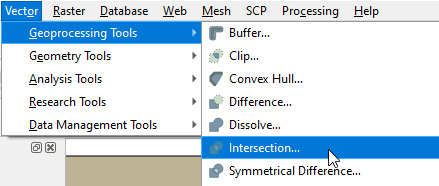 Vector Raster Database Web Mesh SCP Processing Help
Geoprocessing Tools
Geometry Tools
Analysis Tools
Research Tools
Data Management Tools
Buffer...
Clip...
Convex Hull...
Difference...
Dissolve...
Intersection...
Symmetrical Difference...